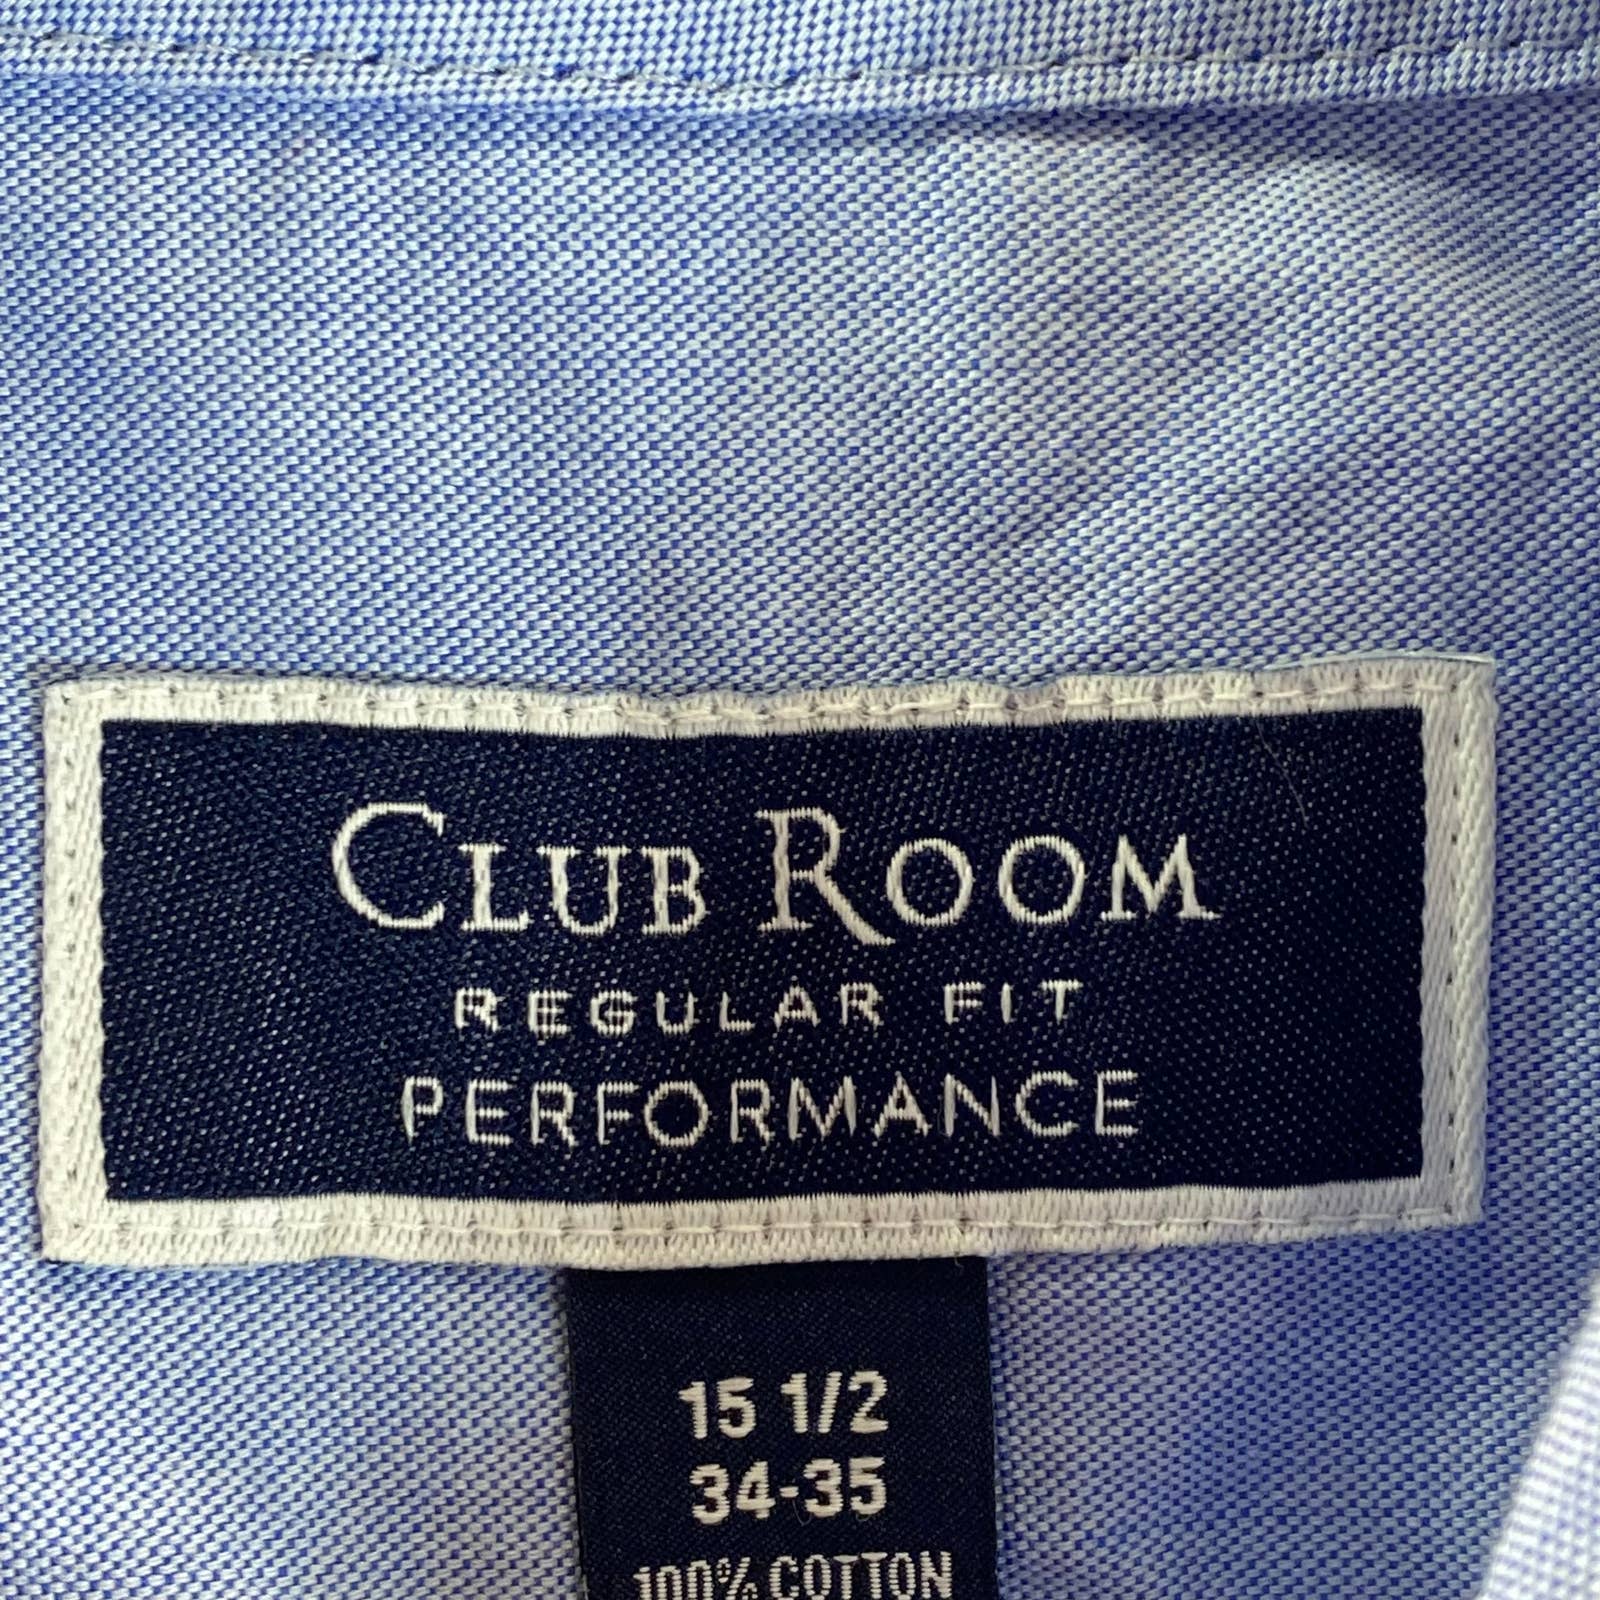 CLUB ROOM
REGULAR FIT
PERFORMANCE
15 1/2
34-35
100% COTTON